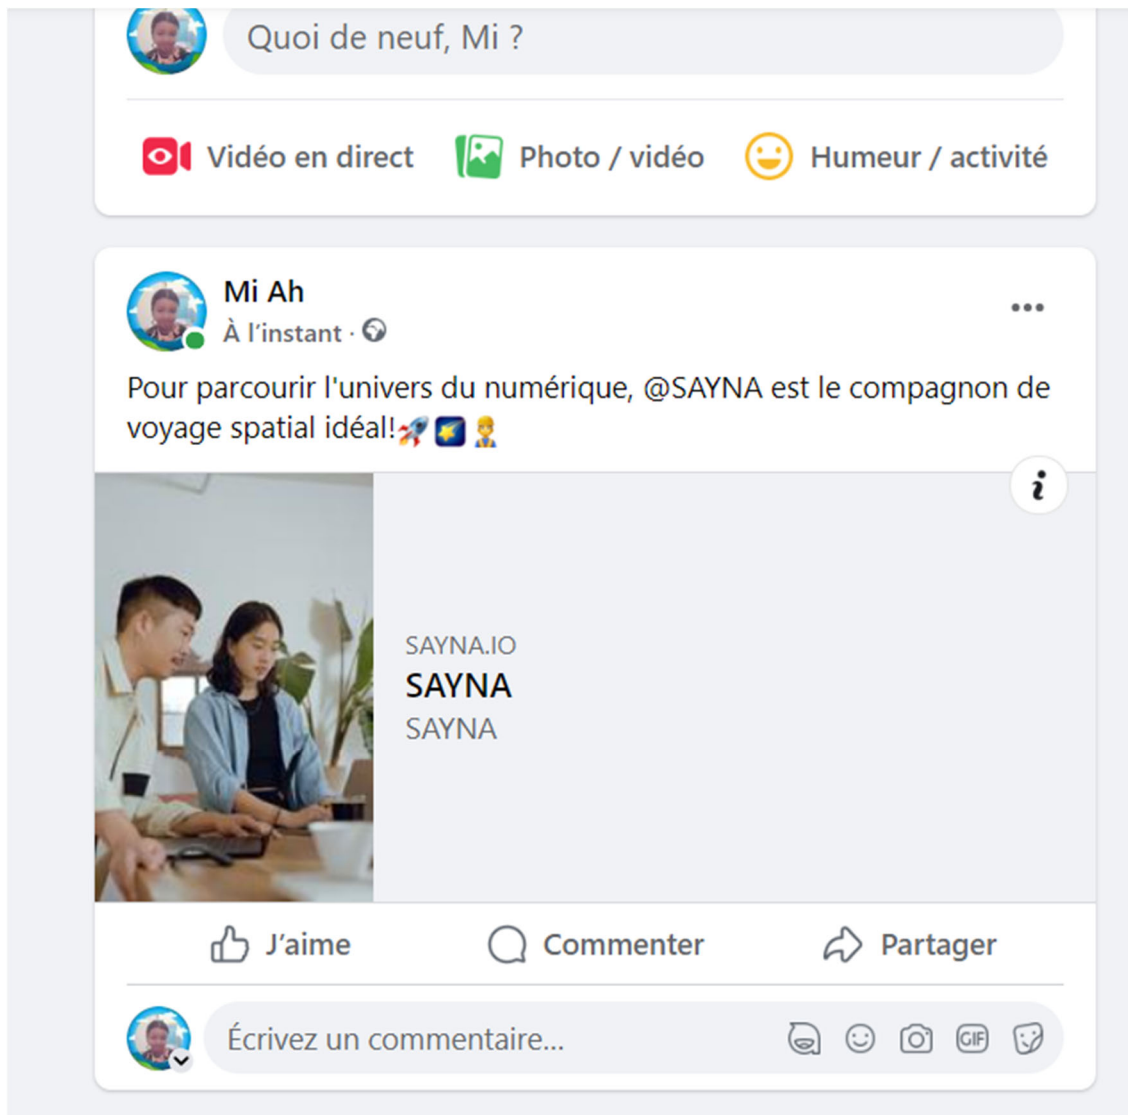 Quoi de neuf, Mi ?
Vidéo en direct
Photo / vidéo
Humeur / activité
Mi Ah
À l'instant ·
Pour parcourir l'univers du numérique, @SAYNA est le compagnon de
voyage spatial idéal!🚀🌠👨‍🚀
i
SAYNA.IO
SAYNA
SAYNA
J'aime
Commenter
Partager
Écrivez un commentaire...
GIF